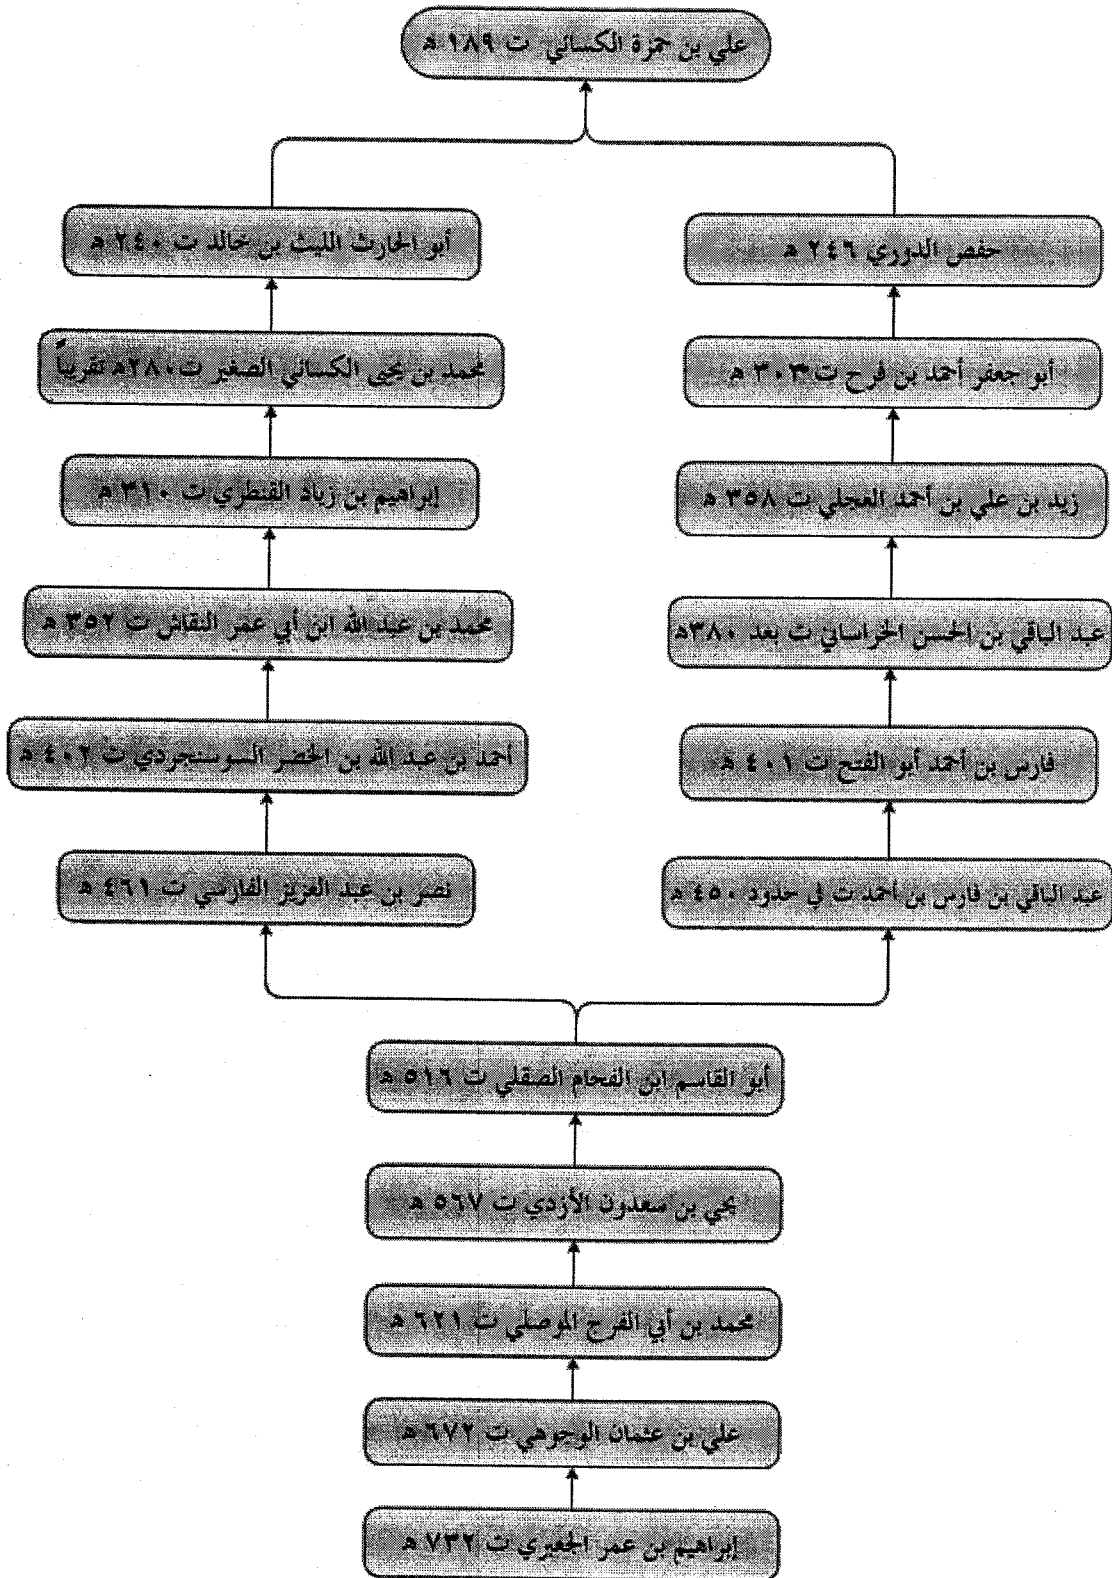 علي بن حمزة الكسائي ت ١٨٩ هـ
حفص الدوري ٢٤٦ هـ
أبو الحارث الليث بن خالد ت ٢٤٠ هـ
أبو جعفر أحمد بن فرح ت ٣٠٣ هـ
محمد بن يحيى الكسائي الصغير ت ٢٨٠هـ تقريباً
زيد بن علي بن أحمد العجلي ت ٣٥٨ هـ
إبراهيم بن زياد القنطري ت ٣١٠ هـ
عبد الباقي بن الحسن الخراساني ت بعد ٣٨٠هـ
محمد بن عبد الله ابن أبي عمر النقاش ت ٣٥٢ هـ
فارس بن أحمد أبو الفتح ت ٤٠١ هـ
أحمد بن عبد الله بن الخضر السوسنجردي ت ٤٠٢ هـ
عبد الباقي بن فارس بن أحمد ت في حدود ٤٥٠ هـ
نصر بن عبد العزيز الفارسي ت ٤٦١ هـ
أبو القاسم ابن الفحام الصقلي ت ٥١٦ هـ
يحيى بن سعدون الأزدي ت ٥٦٧ هـ
محمد بن أبي الفرج الموصلي ت ٦٢١ هـ
علي بن عثمان الوجوهي ت ٦٧٢ هـ
إبراهيم بن عمر الجعبري ت ٧٣٢ هـ